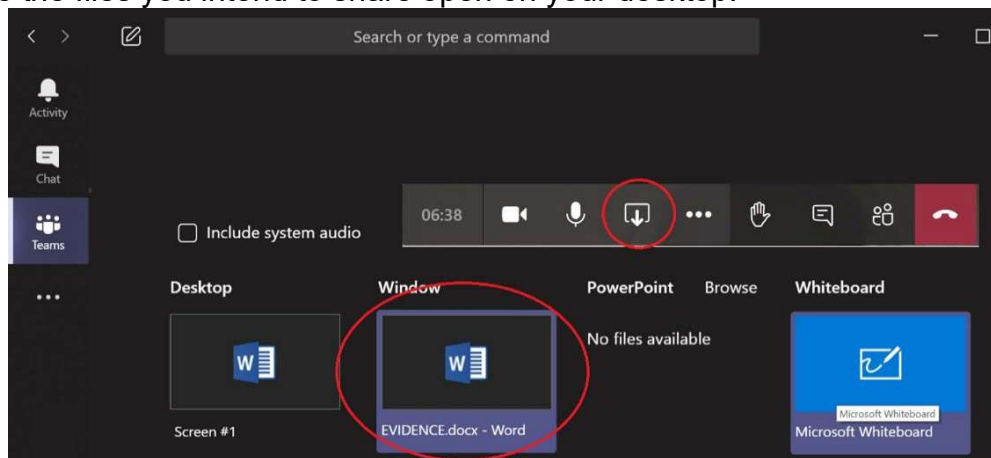 the files you intend to share open on your desktop.
Search or type a command
Activity
Chat
Teams
06:38
Include system audio
Desktop
Window
PowerPoint Browse
Whiteboard
No files available
W
W
Microsoft Whiteboard
Screen #1
EVIDENCE.docx - Word
Microsoft Whiteboard